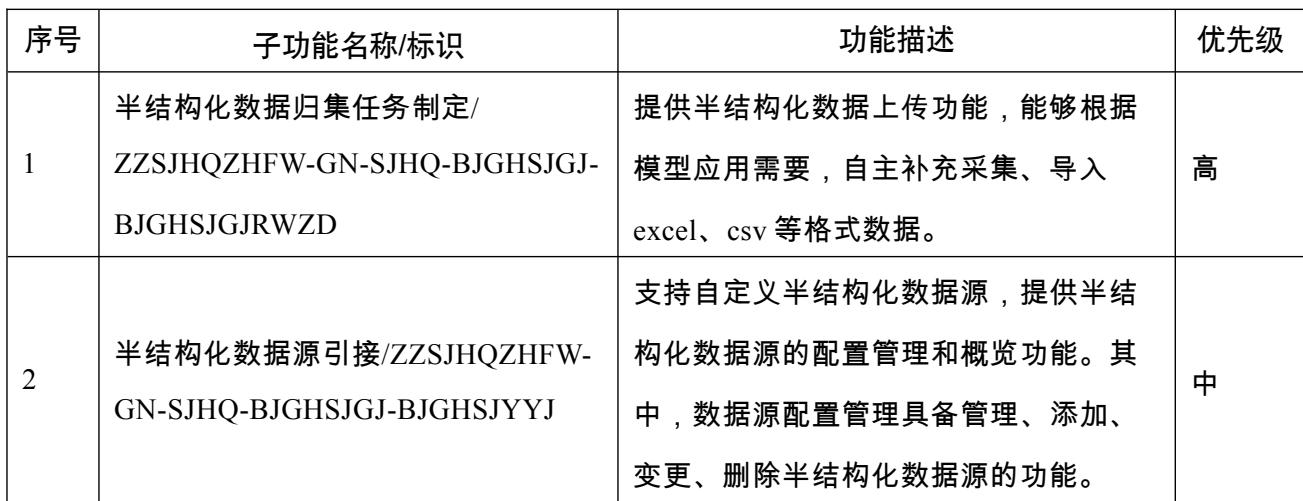 序号 子功能名称/标识 功能描述 优先级
1
半结构化数据归集任务制定/
ZZSJHQZHFW-GN-SJHQ-BJGHSJGJ-
BJGHSJGJRWZD
提供半结构化数据上传功能，能够根据
模型应用需要，自主补充采集、导入
excel、csv 等格式数据。
高
2
半结构化数据源引接/ZZSJHQZHFW-
GN-SJHQ-BJGHSJGJ-BJGHSJYYJ
支持自定义半结构化数据源，提供半结
构化数据源的配置管理和概览功能。其
中，数据源配置管理具备管理、添加、
变更、删除半结构化数据源的功能。
中